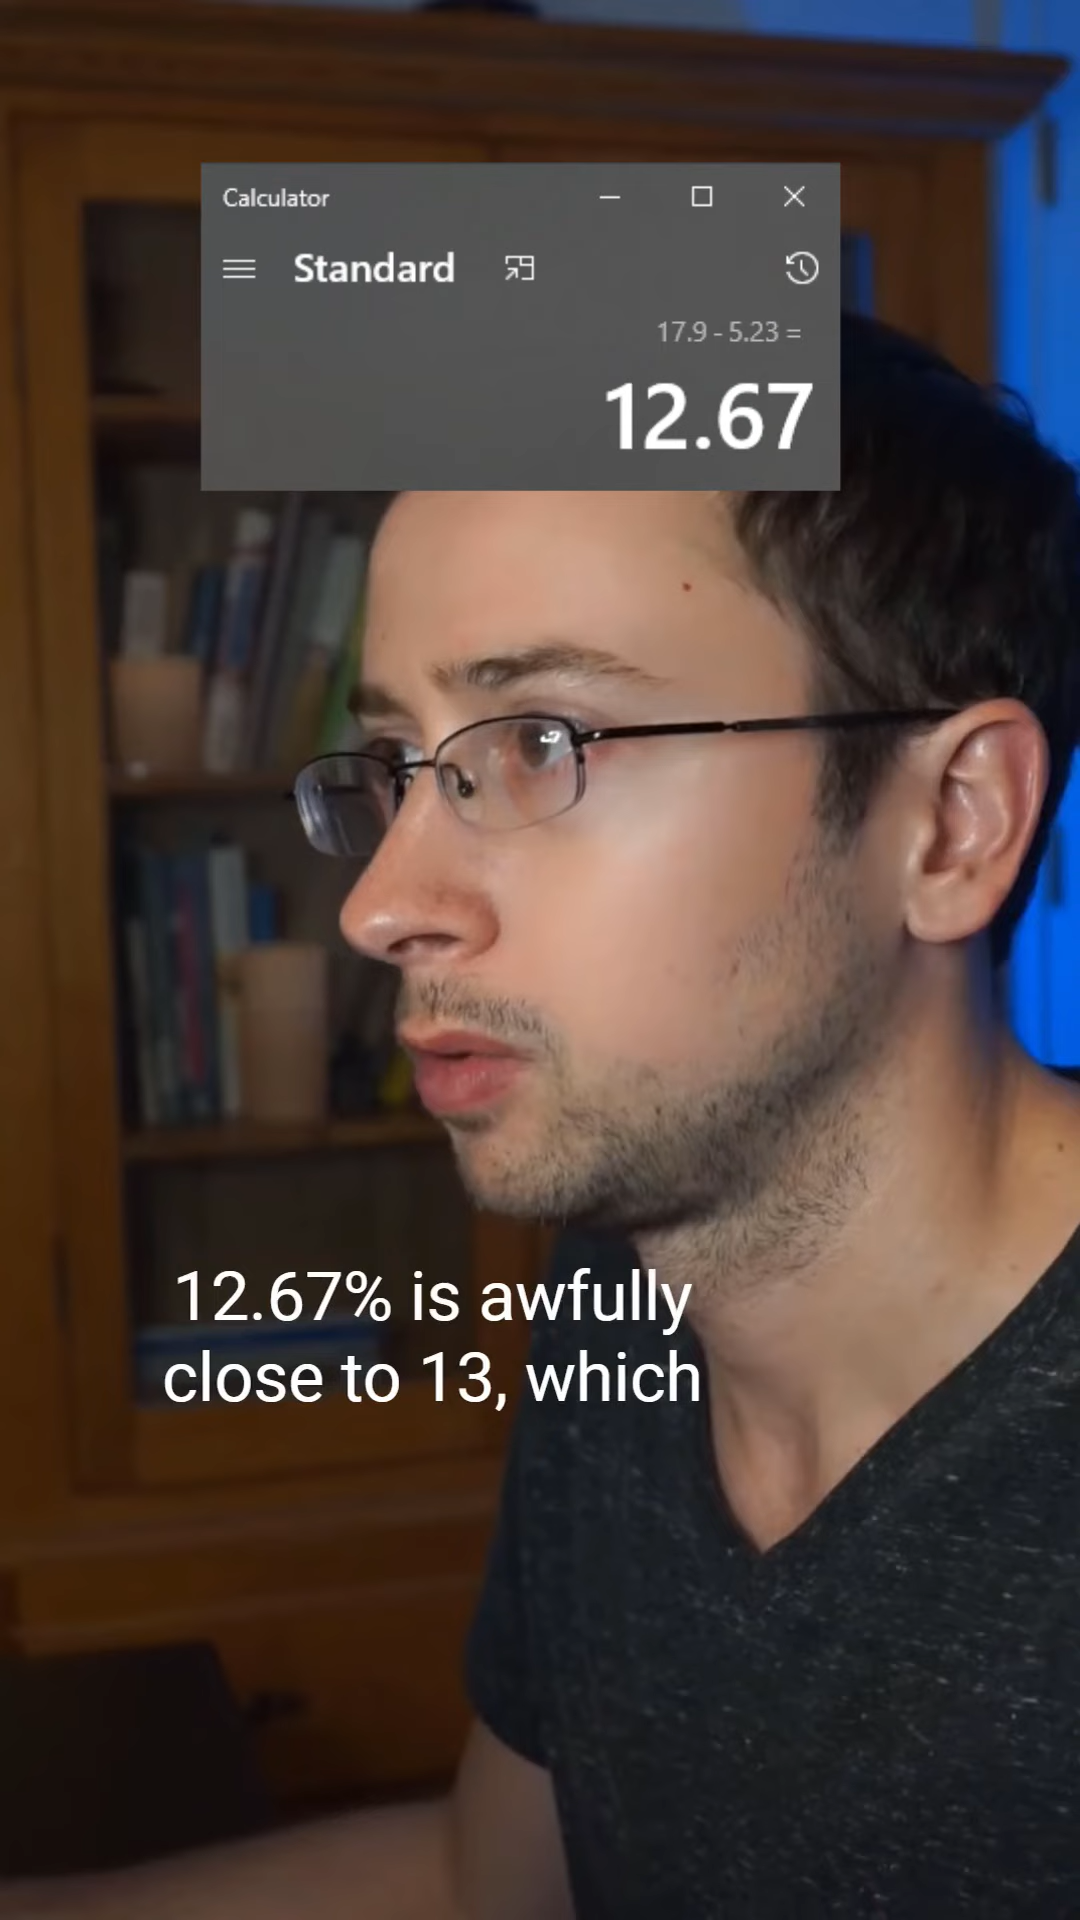 Calculator
Standard
17.9 - 5.23 =
12.67
12.67% is awfully
close to 13, which